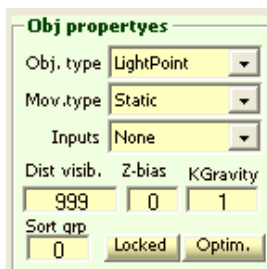 Obj propertyes
Obj. type LightPoint
Mov.type Static
Inputs None
Dist visib. Z-bias KGravity
999 0 1
Sort grp
0 Locked Optim.